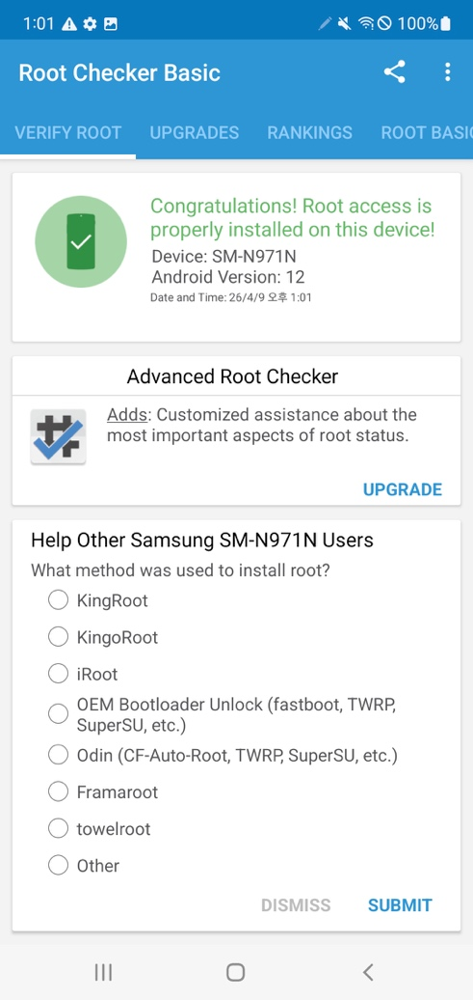 1:01
100%
Root Checker Basic
VERIFY ROOT UPGRADES RANKINGS ROOT BASIC
Congratulations! Root access is
properly installed on this device!
Device: SM-N971N
Android Version: 12
Date and Time: 26/4/9 오후 1:01
Advanced Root Checker
Adds: Customized assistance about the
most important aspects of root status.
UPGRADE
Help Other Samsung SM-N971N Users
What method was used to install root?
KingRoot
KingoRoot
iRoot
OEM Bootloader Unlock (fastboot, TWRP,
SuperSU, etc.)
Odin (CF-Auto-Root, TWRP, SuperSU, etc.)
Framaroot
towelroot
Other
DISMISS SUBMIT